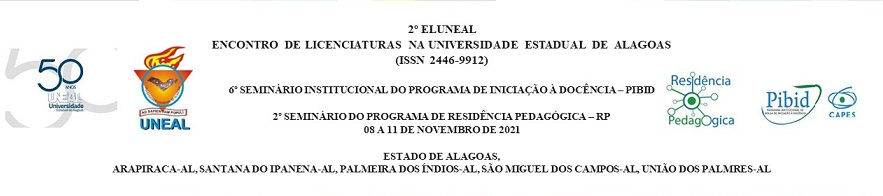 2º ELUNEAL
ENCONTRO DE LICENCIATURAS NA UNIVERSIDADE ESTADUAL DE ALAGOAS
(ISSN 2446-9912)
50
ANOS
UNEAL
Universidade
Estadual de Alagoas
UNEAL
6º SEMINÁRIO INSTITUCIONAL DO PROGRAMA DE INICIAÇÃO À DOCÊNCIA – PIBID
2º SEMINÁRIO DO PROGRAMA DE RESIDÊNCIA PEDAGÓGICA – RP
08 A 11 DE NOVEMBRO DE 2021
Residência
PedagÓgica
Pibid
CAPES
ESTADO DE ALAGOAS,
ARAPIRACA-AL, SANTANA DO IPANENA-AL, PALMEIRA DOS ÍNDIOS-AL, SÃO MIGUEL DOS CAMPOS-AL, UNIÃO DOS PALMRES-AL